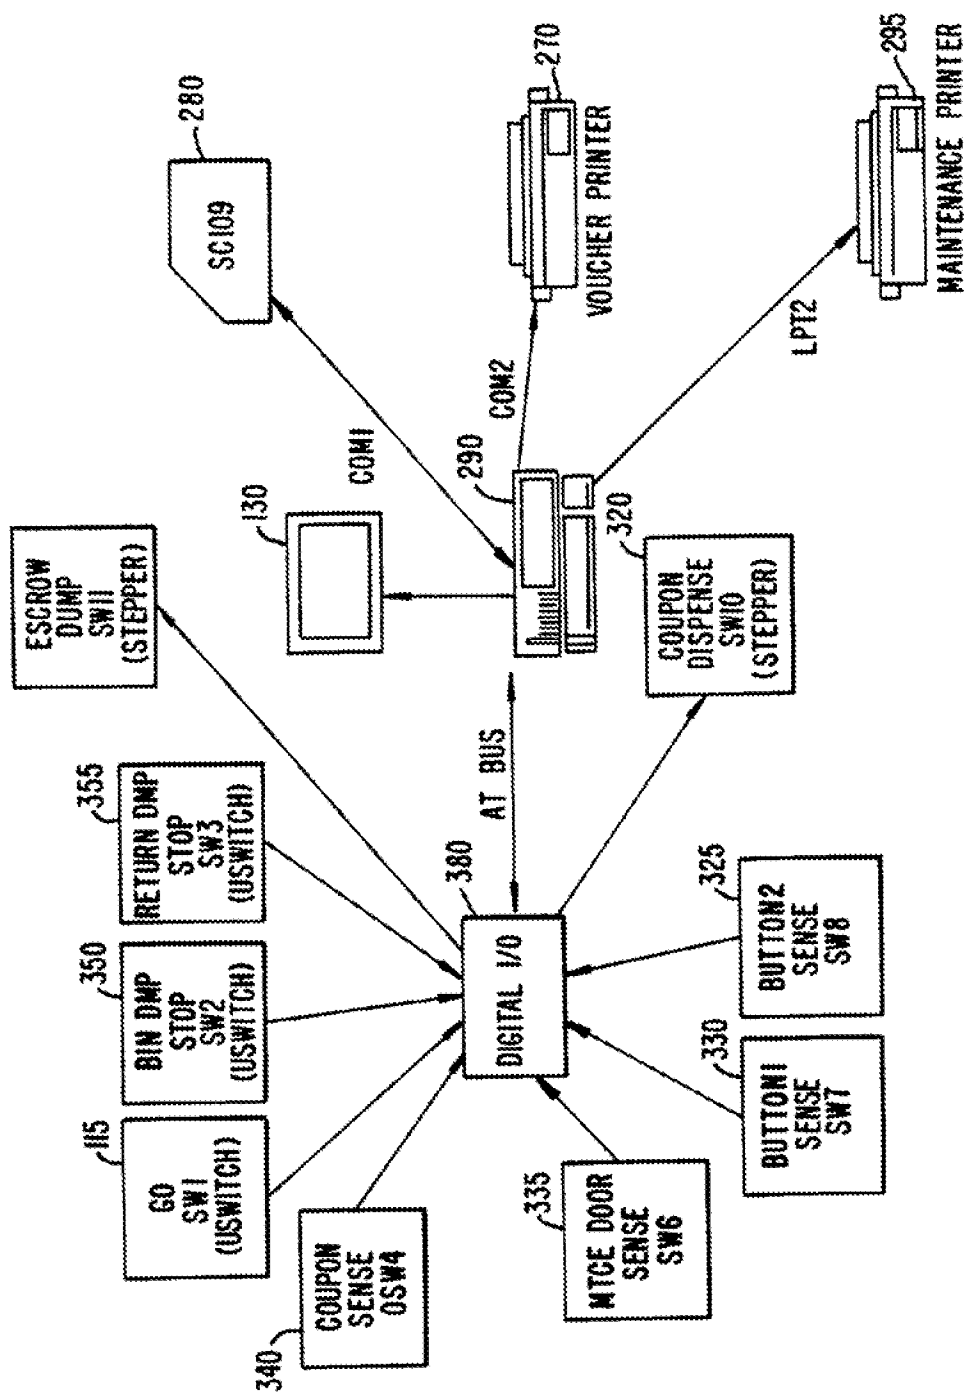 115
GO
SW1
(USWITCH)
350
BIN DMP
STOP
SW2
(USWITCH)
355
RETURN DMP
STOP
SW3
(USWITCH)
ESCROW
DUMP
SW11
(STEPPER)
340
COUPON
SENSE
OSW4
380
DIGITAL I/O
AT BUS
130
COM1
280
SC109
290
COM2
270
VOUCHER PRINTER
335
MTCE DOOR
SENSE
SW6
330
BUTTON1
SENSE
SW7
325
BUTTON2
SENSE
SW8
320
COUPON
DISPENSE
SW10
(STEPPER)
LPT2
295
MAINTENANCE PRINTER